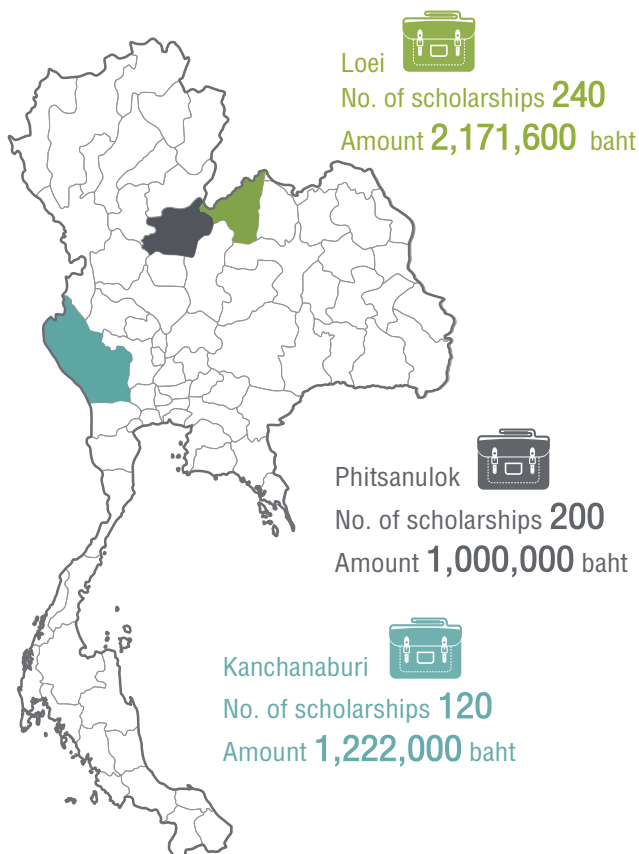 Loei
No. of scholarships 240
Amount 2,171,600 baht
Phitsanulok
No. of scholarships 200
Amount 1,000,000 baht
Kanchanaburi
No. of scholarships 120
Amount 1,222,000 baht